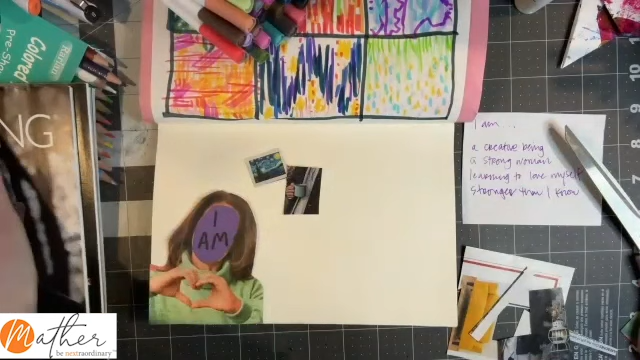 Colored
Pre-Sha
NG
I
AM
I am...
a creative being
a strong woman
learning to love myself
stronger than I know
Mather
be nextraordinary